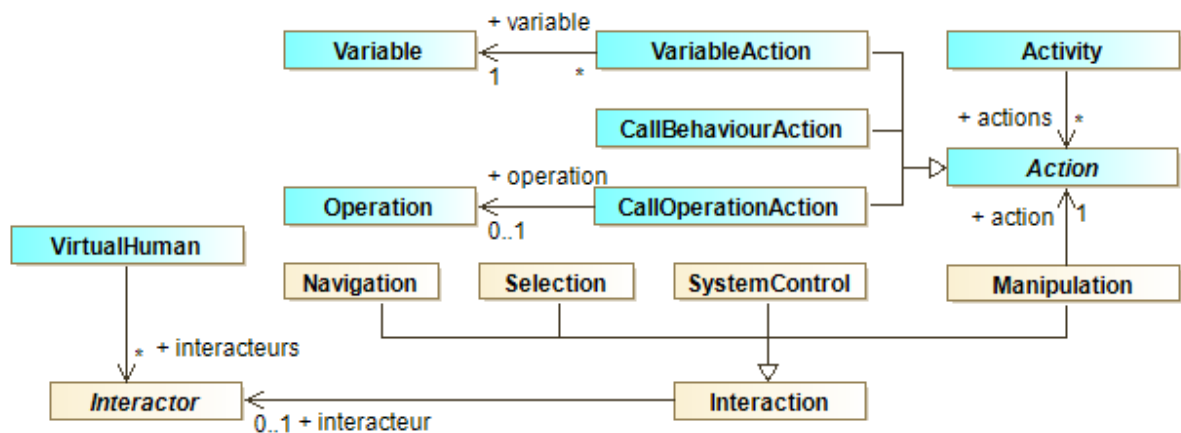 + variable
Variable
VariableAction
Activity
1
*
+ actions
*
CallBehaviourAction
Action
+ operation
Operation
CallOperationAction
0..1
+ action
1
VirtualHuman
Navigation
Selection
SystemControl
Manipulation
* + interacteurs
Interactor
Interaction
0..1 + interacteur